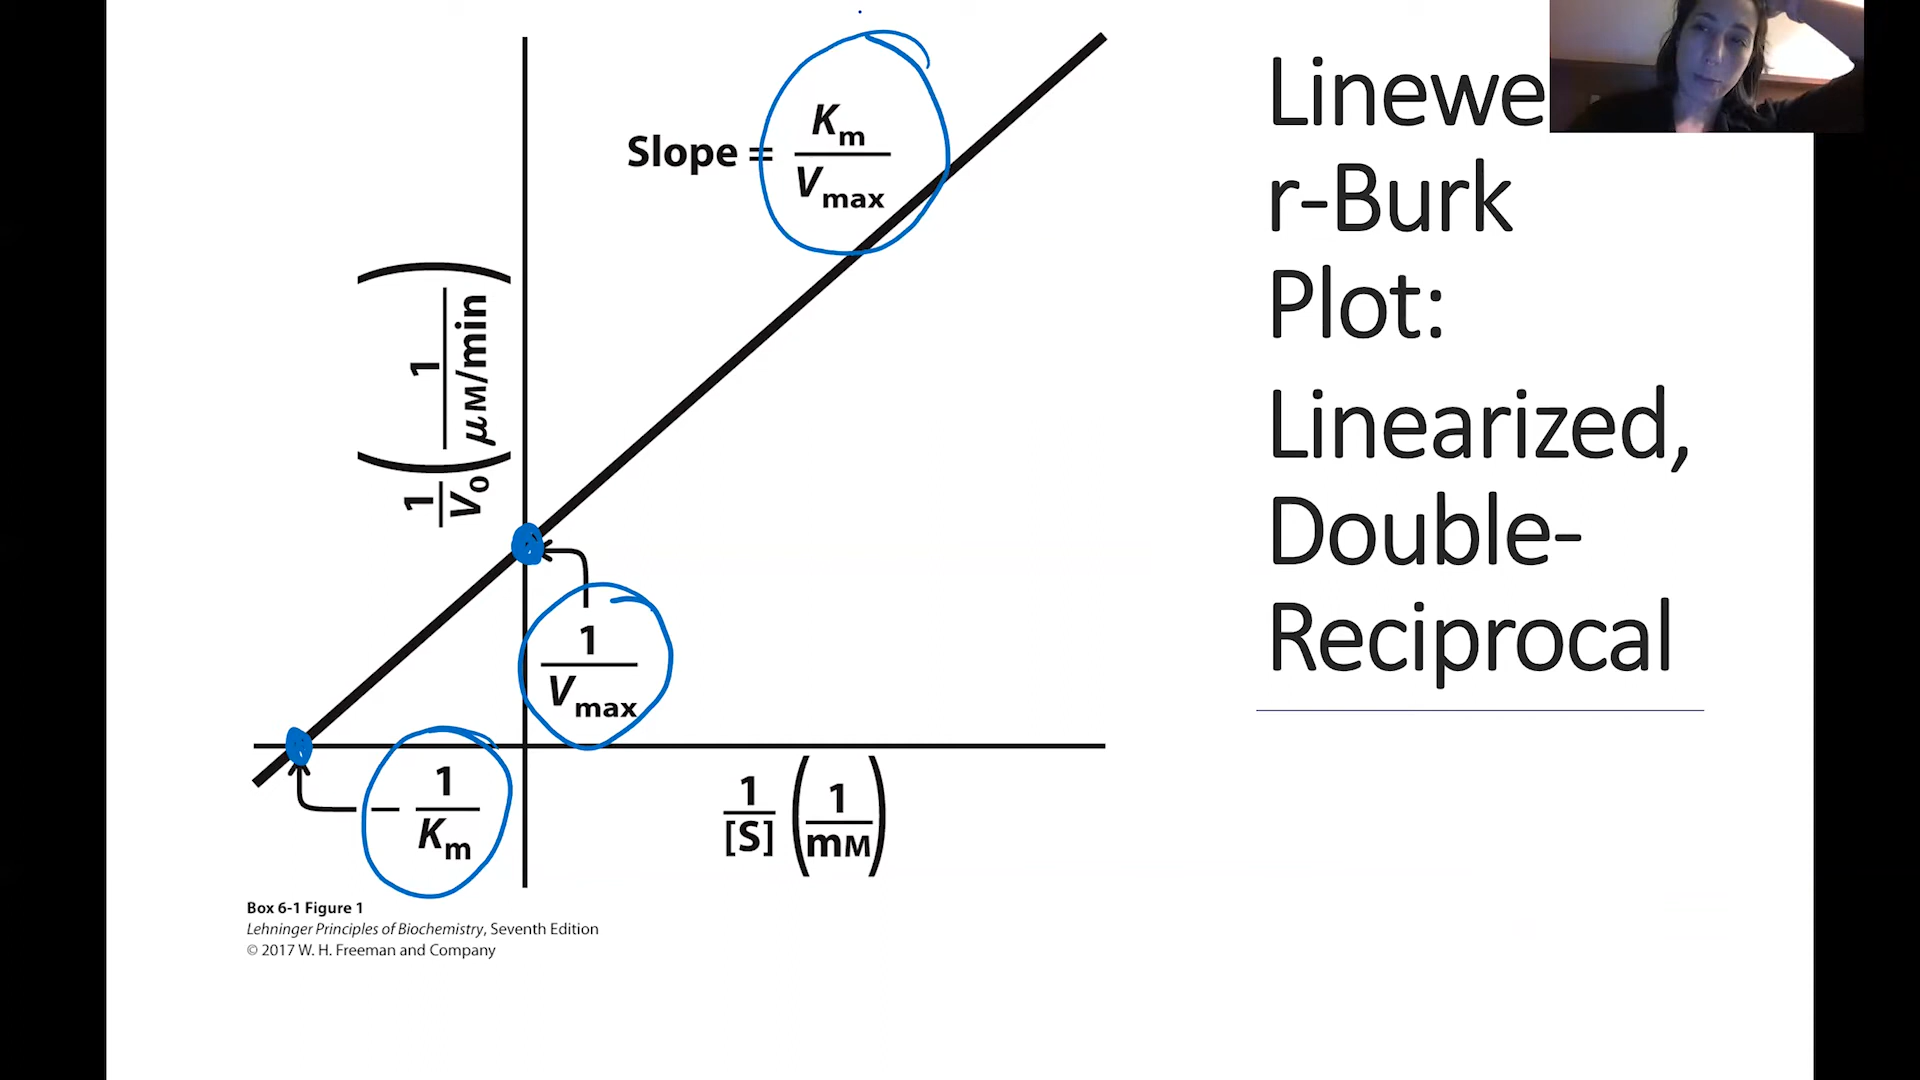 Slope = Km/Vmax
1/V0 (1/μM/min)
1/Vmax
− 1/Km
1/[S] (1/mM)
Box 6-1 Figure 1
Lehninger Principles of Biochemistry, Seventh Edition
© 2017 W. H. Freeman and Company
Linewe
r-Burk
Plot:
Linearized,
Double-
Reciprocal